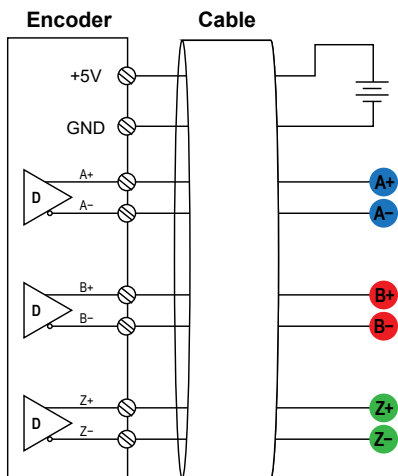 Encoder Cable
+5V
GND
D A+ A+
A− A−
D B+ B+
B− B−
D Z+ Z+
Z− Z−